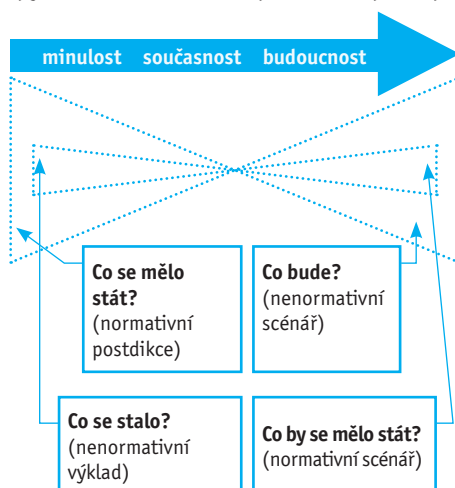 minulost současnost budoucnost
Co se mělo
stát?
(normativní
postdikce)
Co bude?
(nenormativní
scénář)
Co se stalo?
(nenormativní
výklad)
Co by se mělo stát?
(normativní scénář)